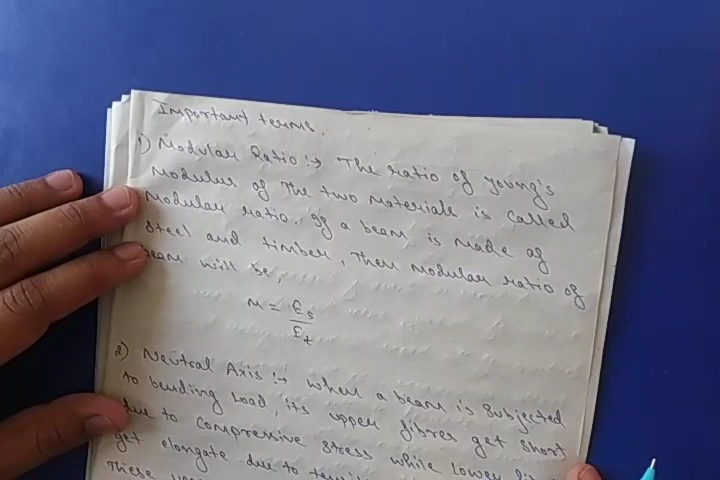 Important terms.
1) Modular Ratio :→ The ratio of young's
modulus of The two materials is called
modular ratio. If a beam is made of
steel and timber, Then modular ratio of
beam will be,
m = Es
Et
2) Neutral Axis :→ When a beam is subjected
to bending load, its upper fibres get short
due to compressive stress while lower
get elongate due to
These